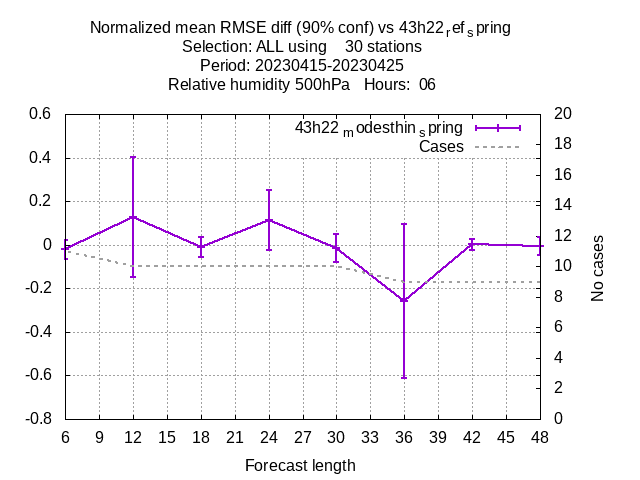 Normalized mean RMSE diff (90% conf) vs 43h22refspring
Selection: ALL using 30 stations
Period: 20230415-20230425
Relative humidity 500hPa Hours: 06
43h22modesthinspring
Cases
0.6
0.4
0.2
0
-0.2
-0.4
-0.6
-0.8
20
18
16
14
12
10
8
6
4
2
0
No cases
6 9 12 15 18 21 24 27 30 33 36 39 42 45 48
Forecast length